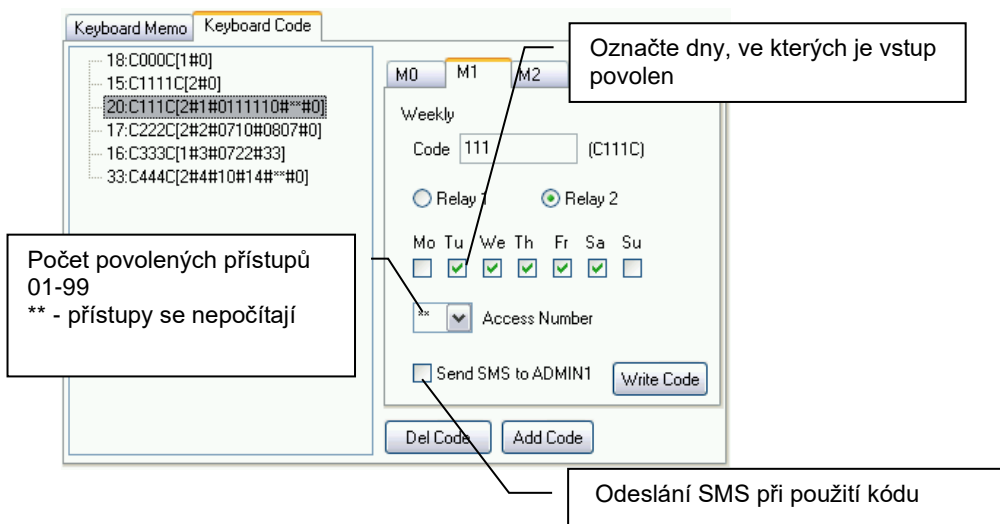 Keyboard Memo Keyboard Code
18:C000C[1#0]
15:C1111C[2#0]
20:C111C[2#1#0111110#**#0]
17:C222C[2#2#0710#0807#0]
16:C333C[1#3#0722#33]
33:C444C[2#4#10#14#**#0]
Označte dny, ve kterých je vstup
povolen
M0 M1 M2
Weekly
Code 111 (C111C)
Relay 1 Relay 2
Mo Tu We Th Fr Sa Su
Počet povolených přístupů
01-99
** - přístupy se nepočítají
** Access Number
Send SMS to ADMIN1 Write Code
Del Code Add Code
Odeslání SMS při použití kódu